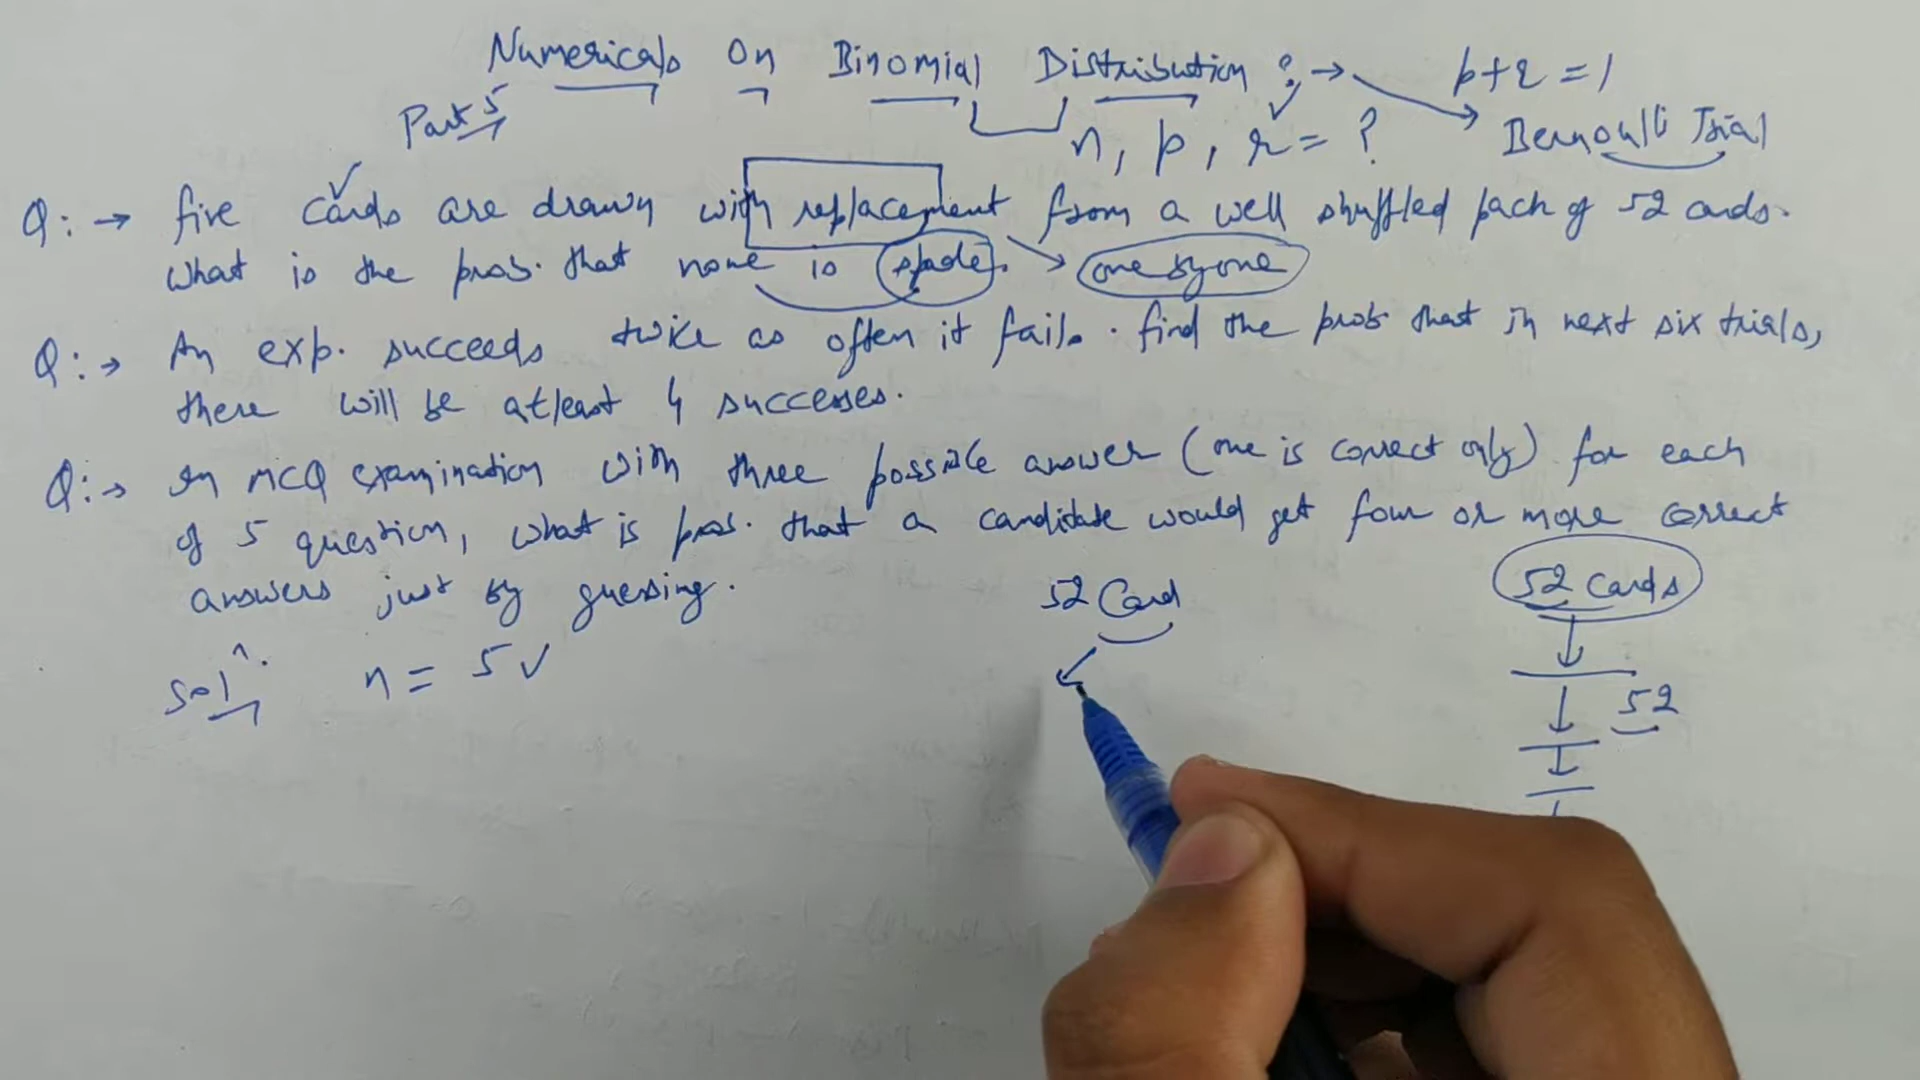 Numericals On Binomial Distribution ? → p+q = 1
Part 5
n, p, r = ?
Bernoulli Trial
Q: → five cards are drawn with replacement from a well shuffled pack of 52 cards.
What is the prob. that none is spade. → one by one
Q: → An exp. succeeds twice as often it fails. find the prob that in next six trials,
there will be atleast 4 successes.
Q: → In MCQ examination with three possible answer (one is correct only) for each
of 5 question, what is prob. that a candidate would get four or more correct
answers just by guessing.
52 Card
52 Cards
Solⁿ. n = 5 ✓
52